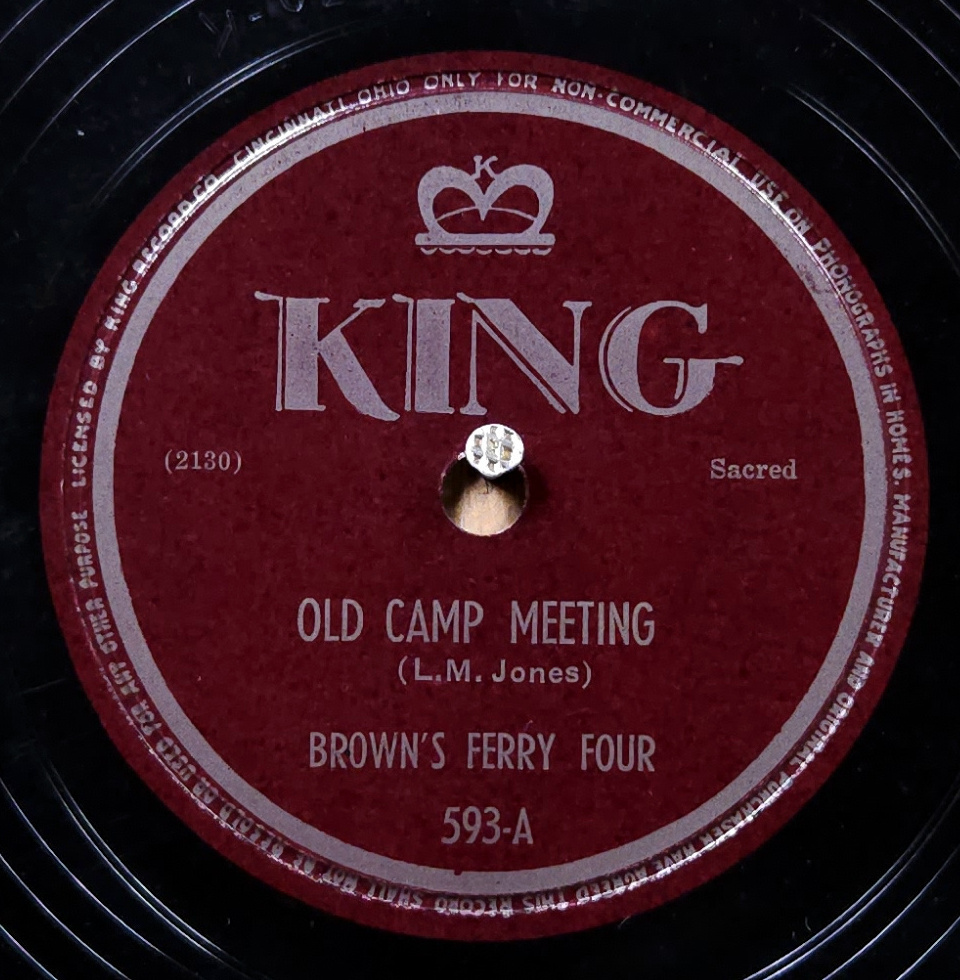 K
KING
(2130)
Sacred
OLD CAMP MEETING
(L.M. Jones)
BROWN'S FERRY FOUR
593-A
LICENSED BY KING RECORD CO. CINCINNATI, OHIO ONLY FOR NON-COMMERCIAL USE ON PHONOGRAPHS IN HOMES. MANUFACTURER AND ORIGINAL PURCHASER HAVE AGREED THIS RECORD SHALL NOT BE RESOLD OR USED FOR ANY OTHER PURPOSE